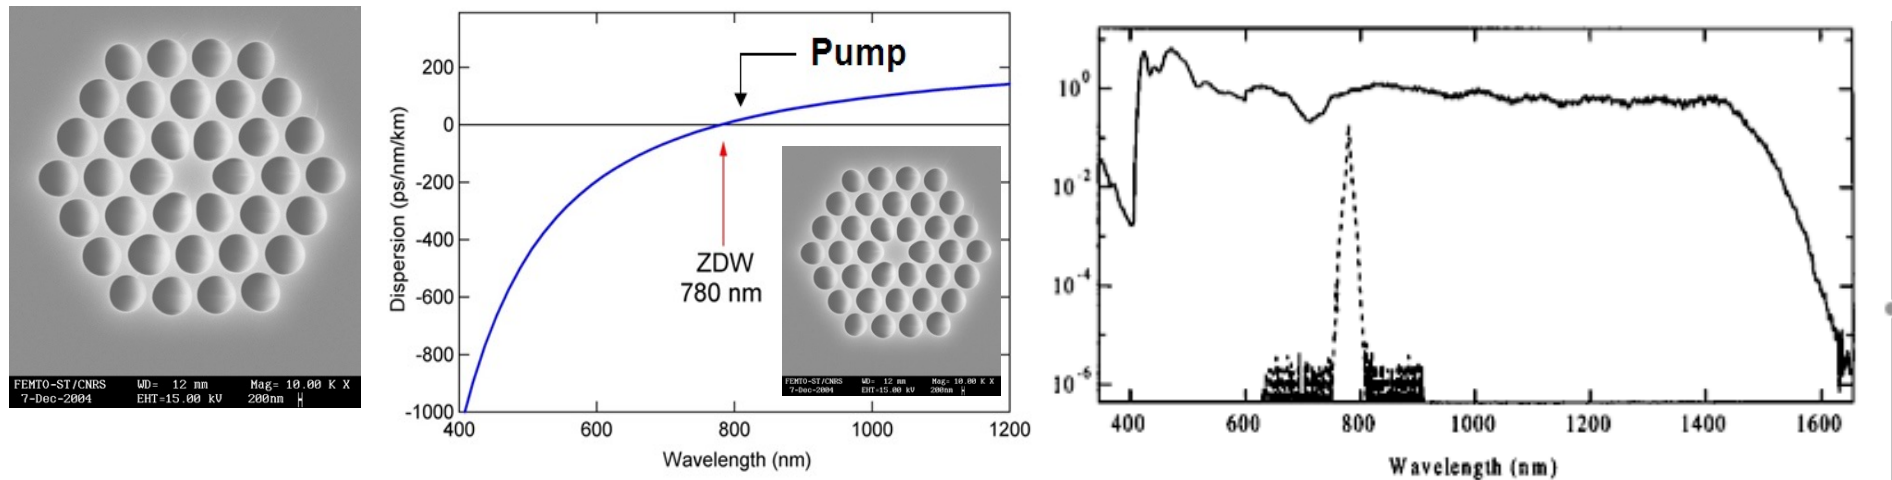 FEMTO-ST/CNRS WD= 12 mm Mag= 10.00 K X
7-Dec-2004 EHT=15.00 kV 200nm
Pump
200
0
-200
-400
-600
-800
-1000
Dispersion (ps/nm/km)
ZDW
780 nm
FEMTO-ST/CNRS WD= 12 mm Mag= 10.00 K X
7-Dec-2004 EHT=15.00 kV 200nm
400 600 800 1000 1200
Wavelength (nm)
10^0
10^-2
10^-4
10^-6
400 600 800 1000 1200 1400 1600
Wavelength (nm)